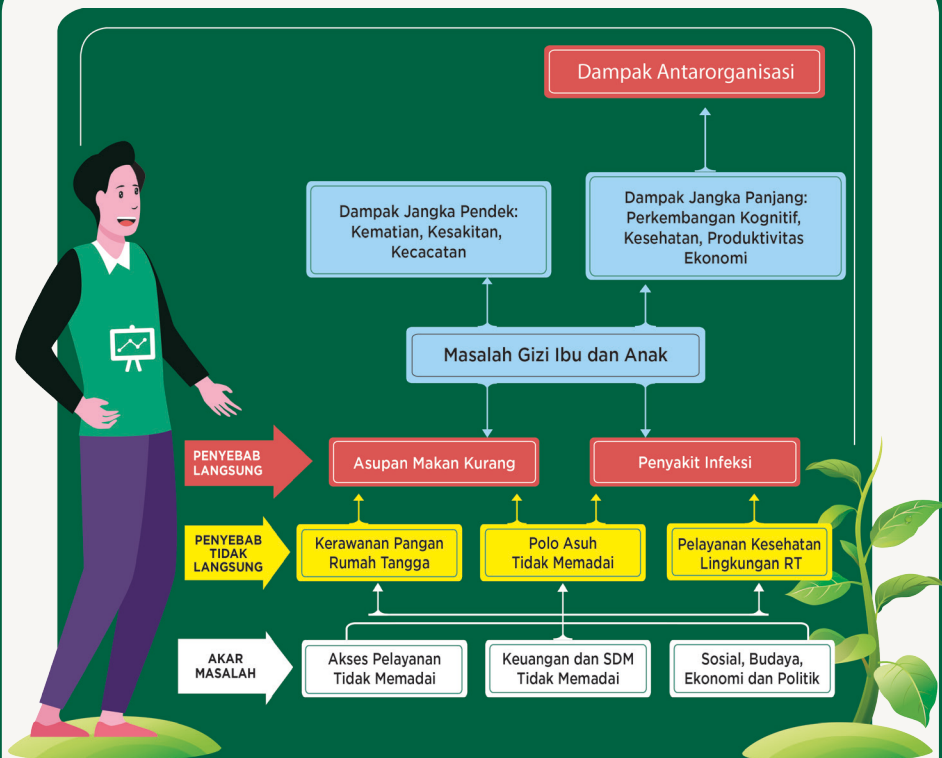 Dampak Antarorganisasi
Dampak Jangka Pendek:
Kematian, Kesakitan,
Kecacatan
Dampak Jangka Panjang:
Perkembangan Kognitif,
Kesehatan, Produktivitas
Ekonomi
Masalah Gizi Ibu dan Anak
PENYEBAB
LANGSUNG
Asupan Makan Kurang
Penyakit Infeksi
PENYEBAB
TIDAK
LANGSUNG
Kerawanan Pangan
Rumah Tangga
Polo Asuh
Tidak Memadai
Pelayanan Kesehatan
Lingkungan RT
AKAR
MASALAH
Akses Pelayanan
Tidak Memadai
Keuangan dan SDM
Tidak Memadai
Sosial, Budaya,
Ekonomi dan Politik